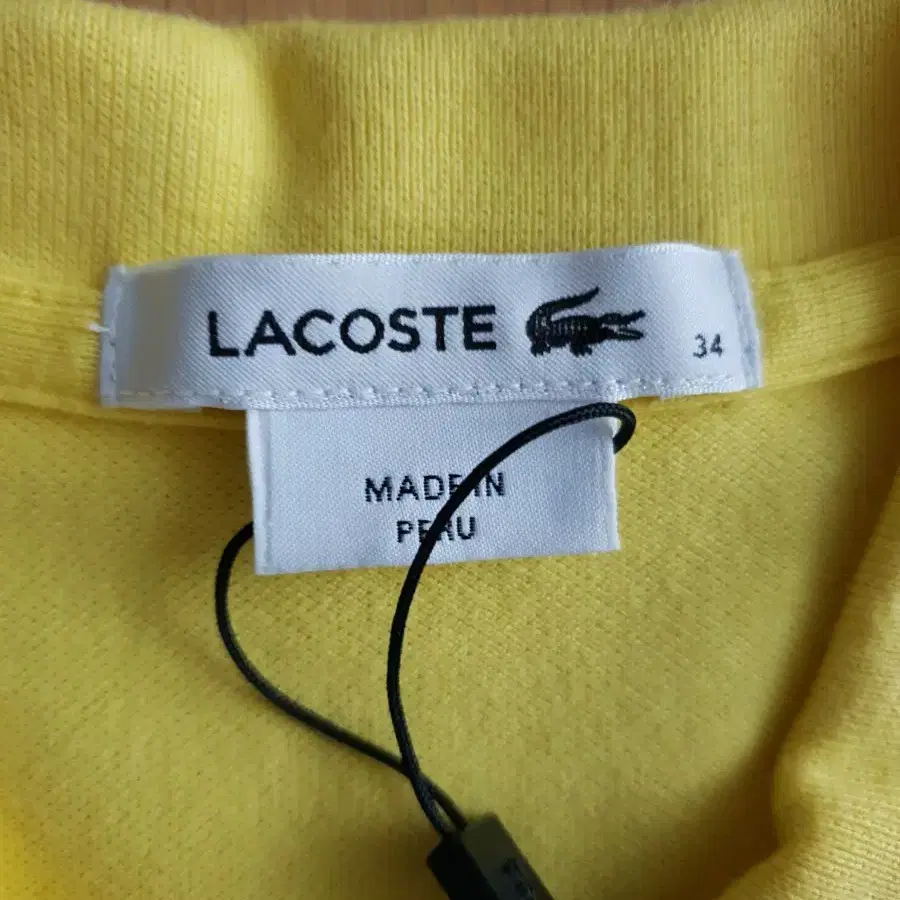 LACOSTE 34
MADE IN
PERU